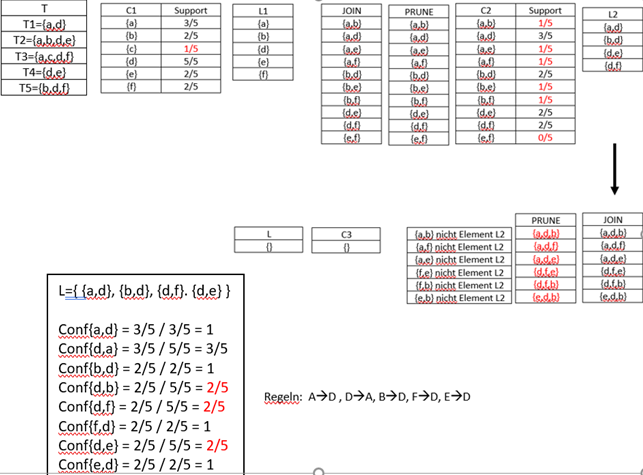 T
T1={a,d}
T2={a,b,d,e}
T3={a,c,d,f}
T4={d,e}
T5={b,d,f}
C1 Support
{a} 3/5
{b} 2/5
{c} 1/5
{d} 5/5
{e} 2/5
{f} 2/5
L1
{a}
{b}
{d}
{e}
{f}
JOIN
{a,b}
{a,d}
{a,e}
{a,f}
{b,d}
{b,e}
{b,f}
{d,e}
{d,f}
{e,f}
PRUNE
{a,b}
{a,d}
{a,e}
{a,f}
{b,d}
{b,e}
{b,f}
{d,e}
{d,f}
{e,f}
C2 Support
{a,b} 1/5
{a,d} 3/5
{a,e} 1/5
{a,f} 1/5
{b,d} 2/5
{b,e} 1/5
{b,f} 1/5
{d,e} 2/5
{d,f} 2/5
{e,f} 0/5
L2
{a,d}
{b,d}
{d,e}
{d,f}
L
{}
C3
{}
{a,b} nicht Element L2
{a,f} nicht Element L2
{a,e} nicht Element L2
{f,e} nicht Element L2
{f,b} nicht Element L2
{e,b} nicht Element L2
PRUNE
{a,d,b}
{a,d,f}
{a,d,e}
{d,f,e}
{d,f,b}
{e,d,b}
JOIN
{a,d,b}
{a,d,f}
{a,d,e}
{d,f,e}
{d,f,b}
{e,d,b}
L={ {a,d}, {b,d}, {d,f}. {d,e} }
Conf{a,d} = 3/5 / 3/5 = 1
Conf{d,a} = 3/5 / 5/5 = 3/5
Conf{b,d} = 2/5 / 2/5 = 1
Conf{d,b} = 2/5 / 5/5 = 2/5
Conf{d,f} = 2/5 / 5/5 = 2/5
Conf{f,d} = 2/5 / 2/5 = 1
Conf{d,e} = 2/5 / 5/5 = 2/5
Conf{e,d} = 2/5 / 2/5 = 1
Regeln: A→D , D→A, B→D, F→D, E→D